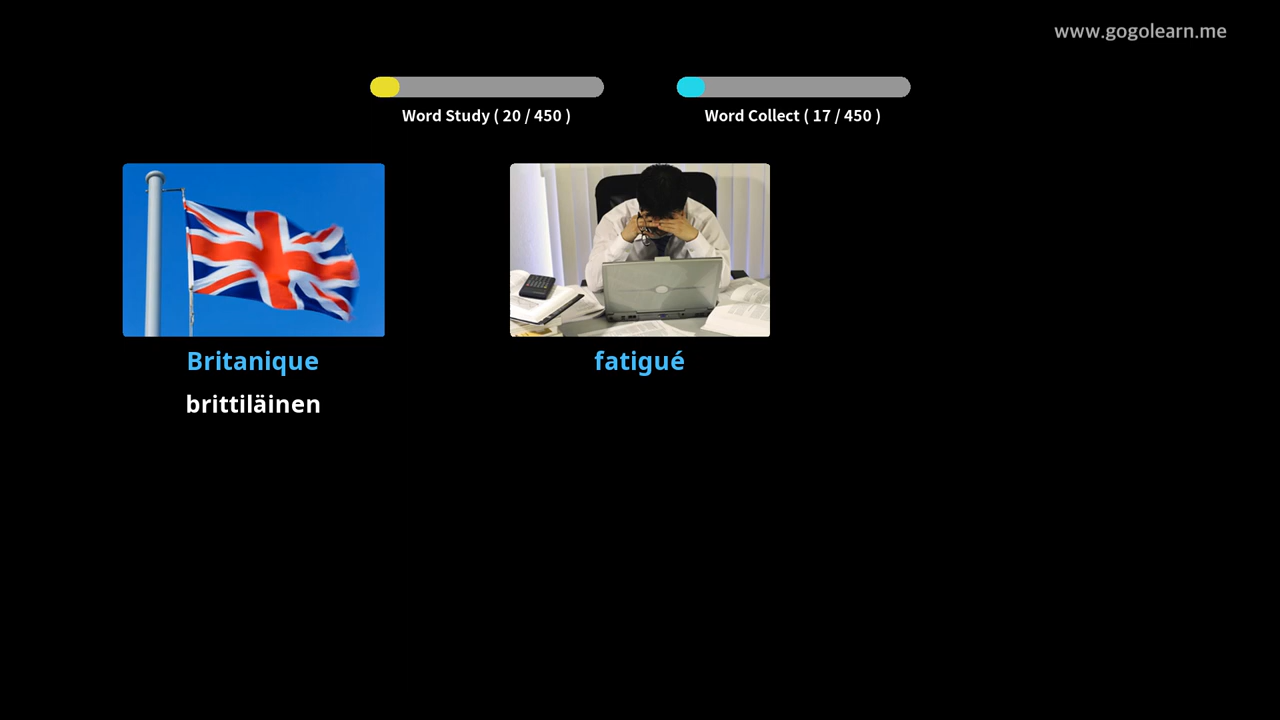 www.gogolearn.me
Word Study ( 20 / 450 )
Word Collect ( 17 / 450 )
Britanique
fatigué
brittiläinen